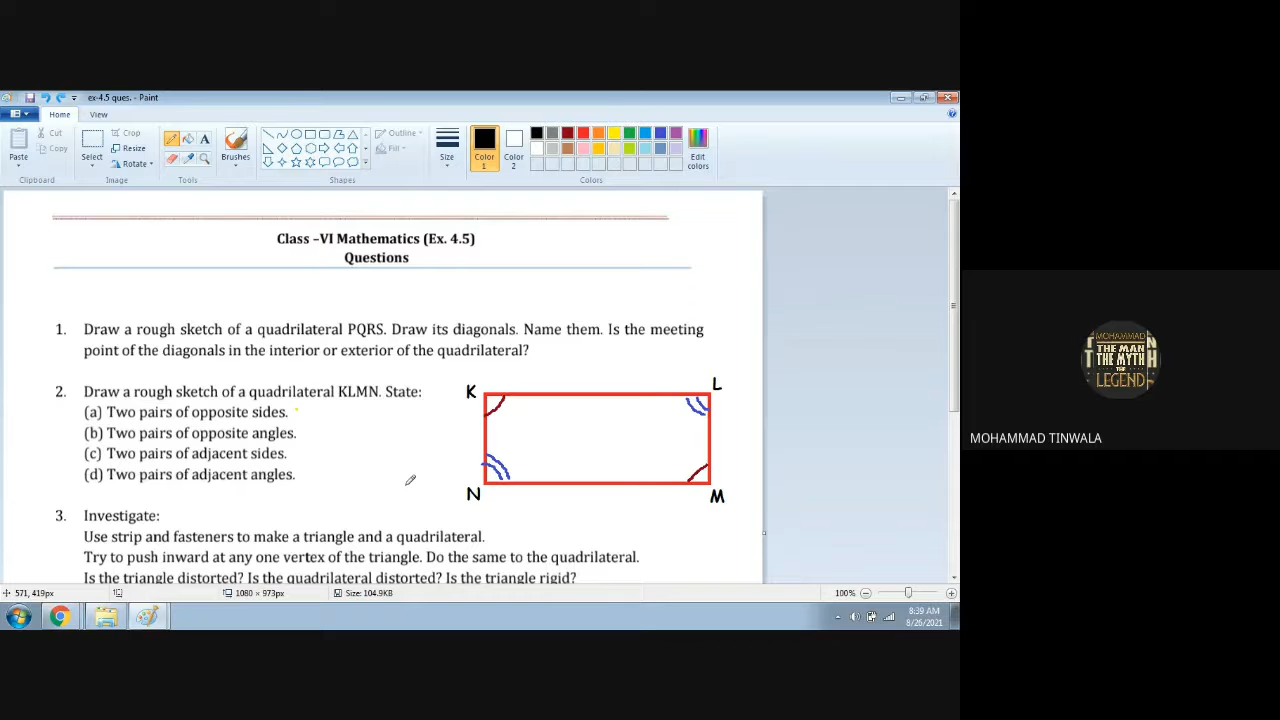 ex-4.5 ques. - Paint
Home View
Paste
Cut
Copy
Clipboard
Select
Crop
Resize
Rotate
Image
A
Tools
Brushes
Outline
Fill
Shapes
Size
Color 1
Color 2
Edit colors
Colors
Class –VI Mathematics (Ex. 4.5)
Questions
1. Draw a rough sketch of a quadrilateral PQRS. Draw its diagonals. Name them. Is the meeting
point of the diagonals in the interior or exterior of the quadrilateral?
2. Draw a rough sketch of a quadrilateral KLMN. State:
(a) Two pairs of opposite sides.
(b) Two pairs of opposite angles.
(c) Two pairs of adjacent sides.
(d) Two pairs of adjacent angles.
K
L
N
M
3. Investigate:
Use strip and fasteners to make a triangle and a quadrilateral.
Try to push inward at any one vertex of the triangle. Do the same to the quadrilateral.
Is the triangle distorted? Is the quadrilateral distorted? Is the triangle rigid?
571, 419px 1080 × 973px Size: 104.9KB 100%
8:39 AM
8/26/2021
MOHAMMAD
THE MAN
THE MYTH
THE
LEGEND
MOHAMMAD TINWALA